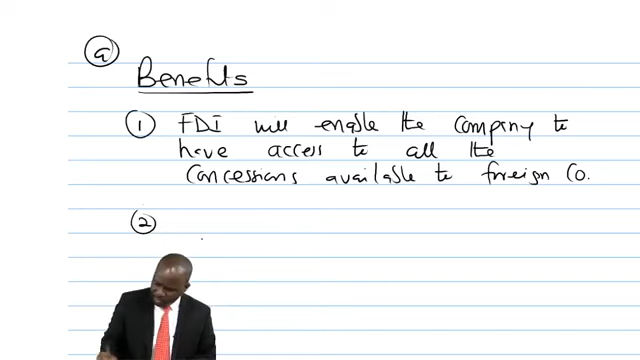 a
Benefits
1 FDI will enable the company to
have access to all the
concessions available to foreign Co.
2